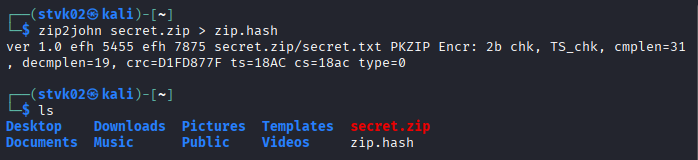 ┌──(stvk02㉿kali)-[~]
└─$ zip2john secret.zip > zip.hash
ver 1.0 efh 5455 efh 7875 secret.zip/secret.txt PKZIP Encr: 2b chk, TS_chk, cmplen=31
, decmplen=19, crc=D1FD877F ts=18AC cs=18ac type=0
┌──(stvk02㉿kali)-[~]
└─$ ls
Desktop Downloads Pictures Templates secret.zip
Documents Music Public Videos zip.hash